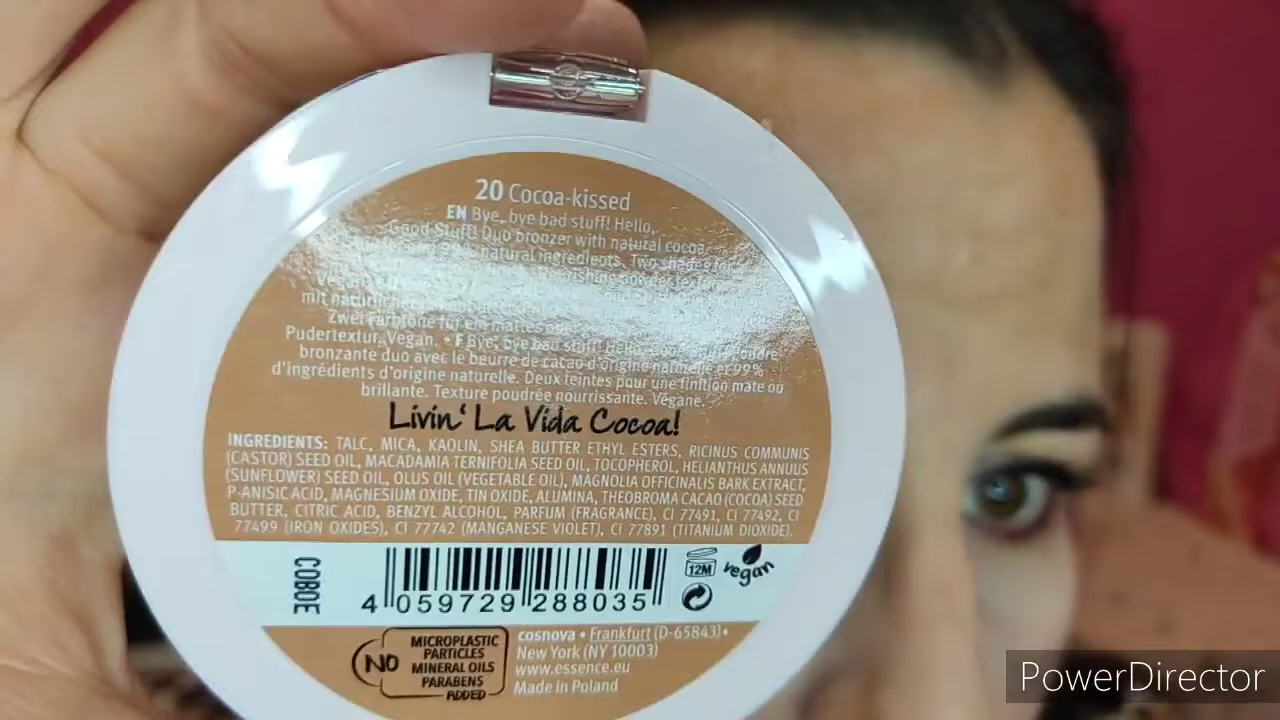 20 Cocoa-kissed
EN Bye, bye bad stuff! Hello,
Good Stuff! Duo bronzer with natural cocoa
natural ingredients. Two shades for
mit natürlicher
Zwei Farbtöne für ein mattes
Pudertextur. Vegan. • F Bye, bye bad stuff! Hello,
bronzante duo avec le beurre de cacao d'origine naturelle et 99%
d'ingrédients d'origine naturelle. Deux teintes pour une finition mate ou
brillante. Texture poudrée nourrissante. Végane.
Livin' La Vida Cocoa!
INGREDIENTS: TALC, MICA, KAOLIN, SHEA BUTTER ETHYL ESTERS, RICINUS COMMUNIS
(CASTOR) SEED OIL, MACADAMIA TERNIFOLIA SEED OIL, TOCOPHEROL, HELIANTHUS ANNUUS
(SUNFLOWER) SEED OIL, OLUS OIL (VEGETABLE OIL), MAGNOLIA OFFICINALIS BARK EXTRACT,
P-ANISIC ACID, MAGNESIUM OXIDE, TIN OXIDE, ALUMINA, THEOBROMA CACAO (COCOA) SEED
BUTTER, CITRIC ACID, BENZYL ALCOHOL, PARFUM (FRAGRANCE), CI 77491, CI 77492, CI
77499 (IRON OXIDES), CI 77742 (MANGANESE VIOLET), CI 77891 (TITANIUM DIOXIDE).
COBOE
4 059729 288035
12M
vegan
NO
MICROPLASTIC
PARTICLES
MINERAL OILS
PARABENS
ADDED
cosnova • Frankfurt (D-65843) •
New York (NY 10003)
www.essence.eu
Made in Poland
PowerDirector